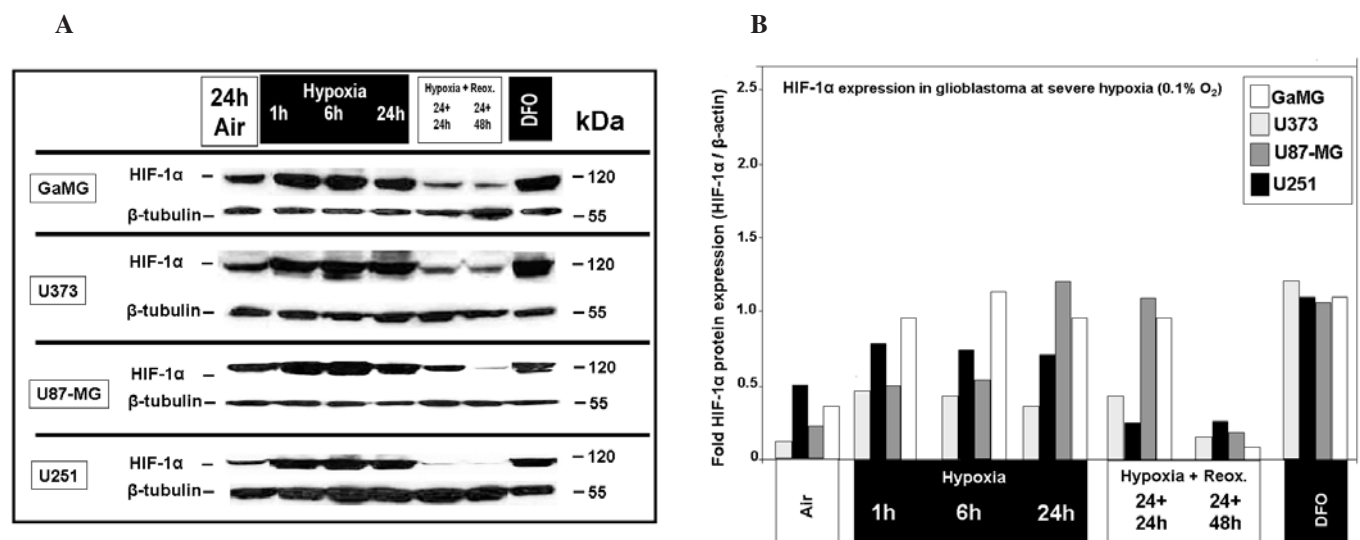 A
24h
Air
Hypoxia
1h 6h 24h
Hypoxia + Reox.
24+ 24+
24h 48h
DFO
kDa
GaMG
HIF-1α – – 120
β-tubulin – – 55
U373
HIF-1α – – 120
β-tubulin – – 55
U87-MG
HIF-1α – – 120
β-tubulin – – 55
U251
HIF-1α – – 120
β-tubulin – – 55
B
HIF-1α expression in glioblastoma at severe hypoxia (0.1% O₂)
GaMG
U373
U87-MG
U251
Fold HIF-1α protein expression (HIF-1α / β-actin)
2.5
2.0
1.5
1.0
0.5
0
Air
Hypoxia
1h 6h 24h
Hypoxia + Reox.
24+ 24+
24h 48h
DFO